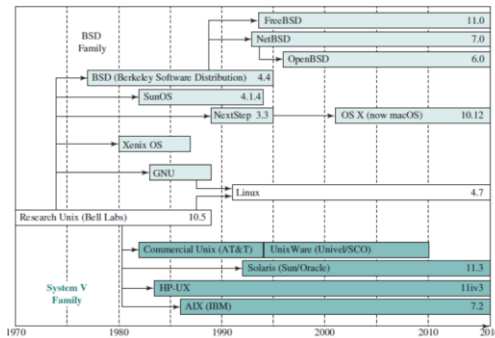 FreeBSD 11.0
BSD
Family
NetBSD 7.0
OpenBSD 6.0
BSD (Berkeley Software Distribution) 4.4
SunOS 4.1.4
NextStep 3.3
OS X (now macOS) 10.12
Xenix OS
GNU
Linux 4.7
Research Unix (Bell Labs) 10.5
Commercial Unix (AT&T)
UnixWare (Univel/SCO)
Solaris (Sun/Oracle) 11.3
System V
Family
HP-UX 11iv3
AIX (IBM) 7.2
1970 1980 1990 2000 2010